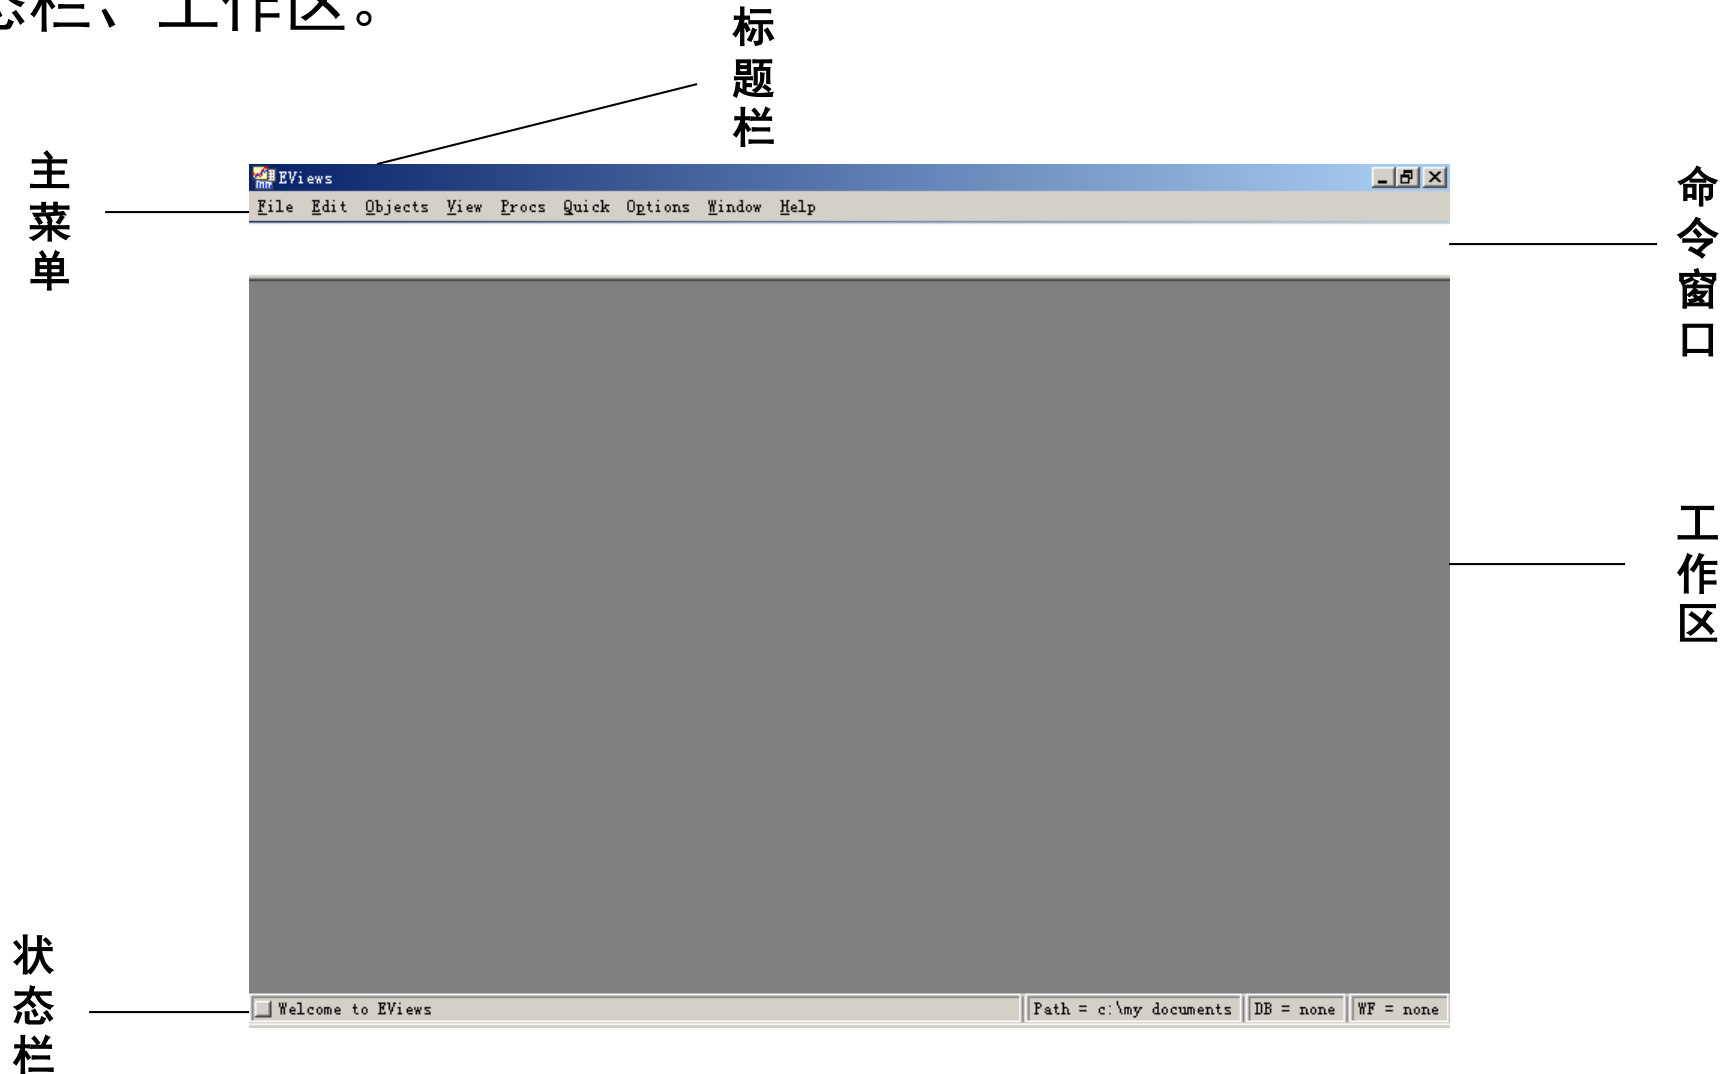 态栏、工作区。
标题栏
主菜单
EViews
File Edit Objects View Procs Quick Options Window Help
命令窗口
工作区
状态栏
Welcome to EViews Path = c:\my documents DB = none WF = none